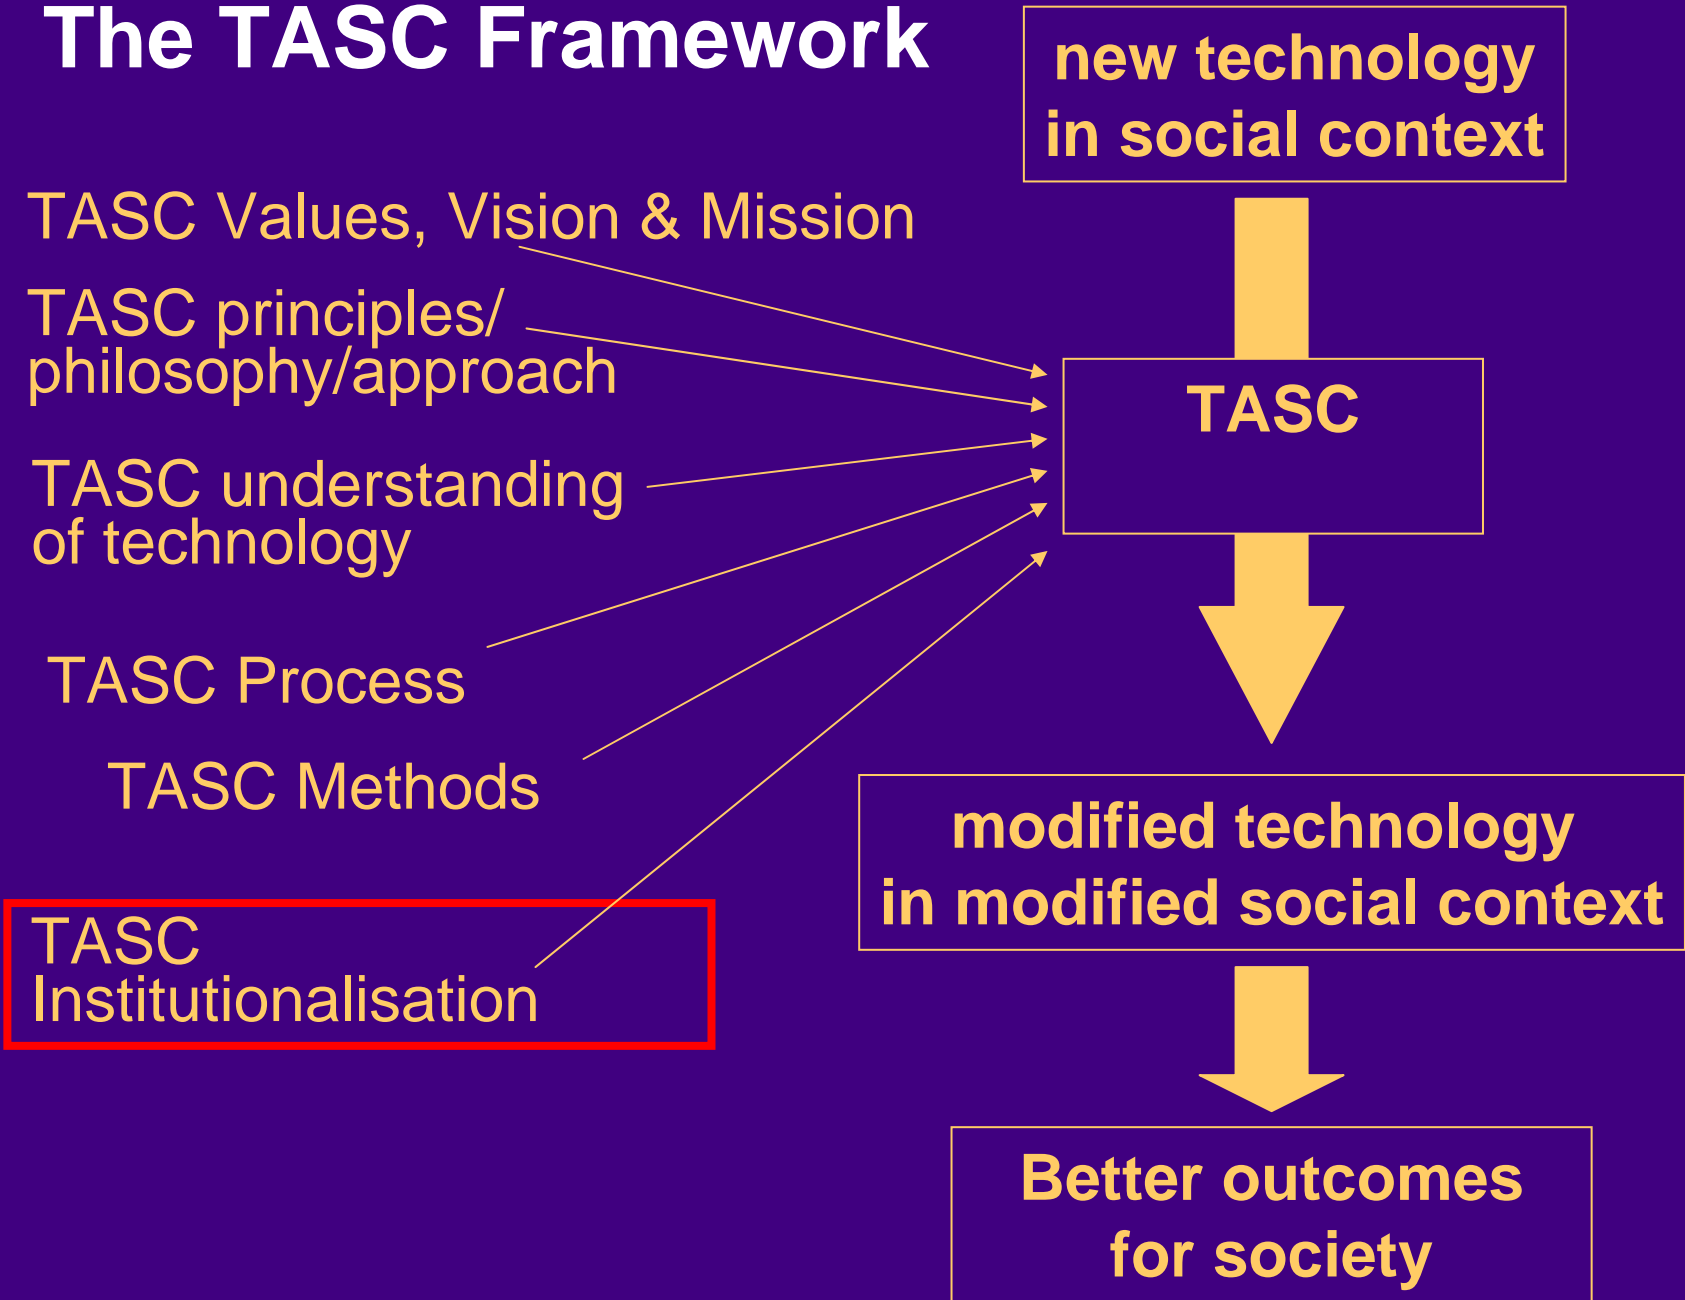 The TASC Framework
new technology
in social context
TASC Values, Vision & Mission
TASC principles/
philosophy/approach
TASC understanding
of technology
TASC Process
TASC Methods
TASC
Institutionalisation
TASC
modified technology
in modified social context
Better outcomes
for society